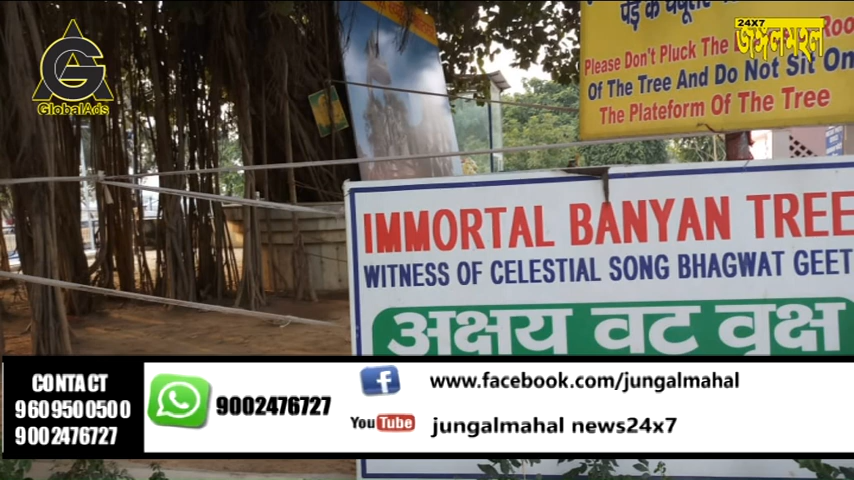 GlobalAds
24X7
জঙ্গলমহল
Please Don't Pluck The
Of The Tree And Do Not Sit On
The Plateform Of The Tree
IMMORTAL BANYAN TREE
WITNESS OF CELESTIAL SONG BHAGWAT GEET
अक्षय वट वृक्ष
CONTACT
9609500500
9002476727
9002476727
www.facebook.com/jungalmahal
YouTube
jungalmahal news24x7